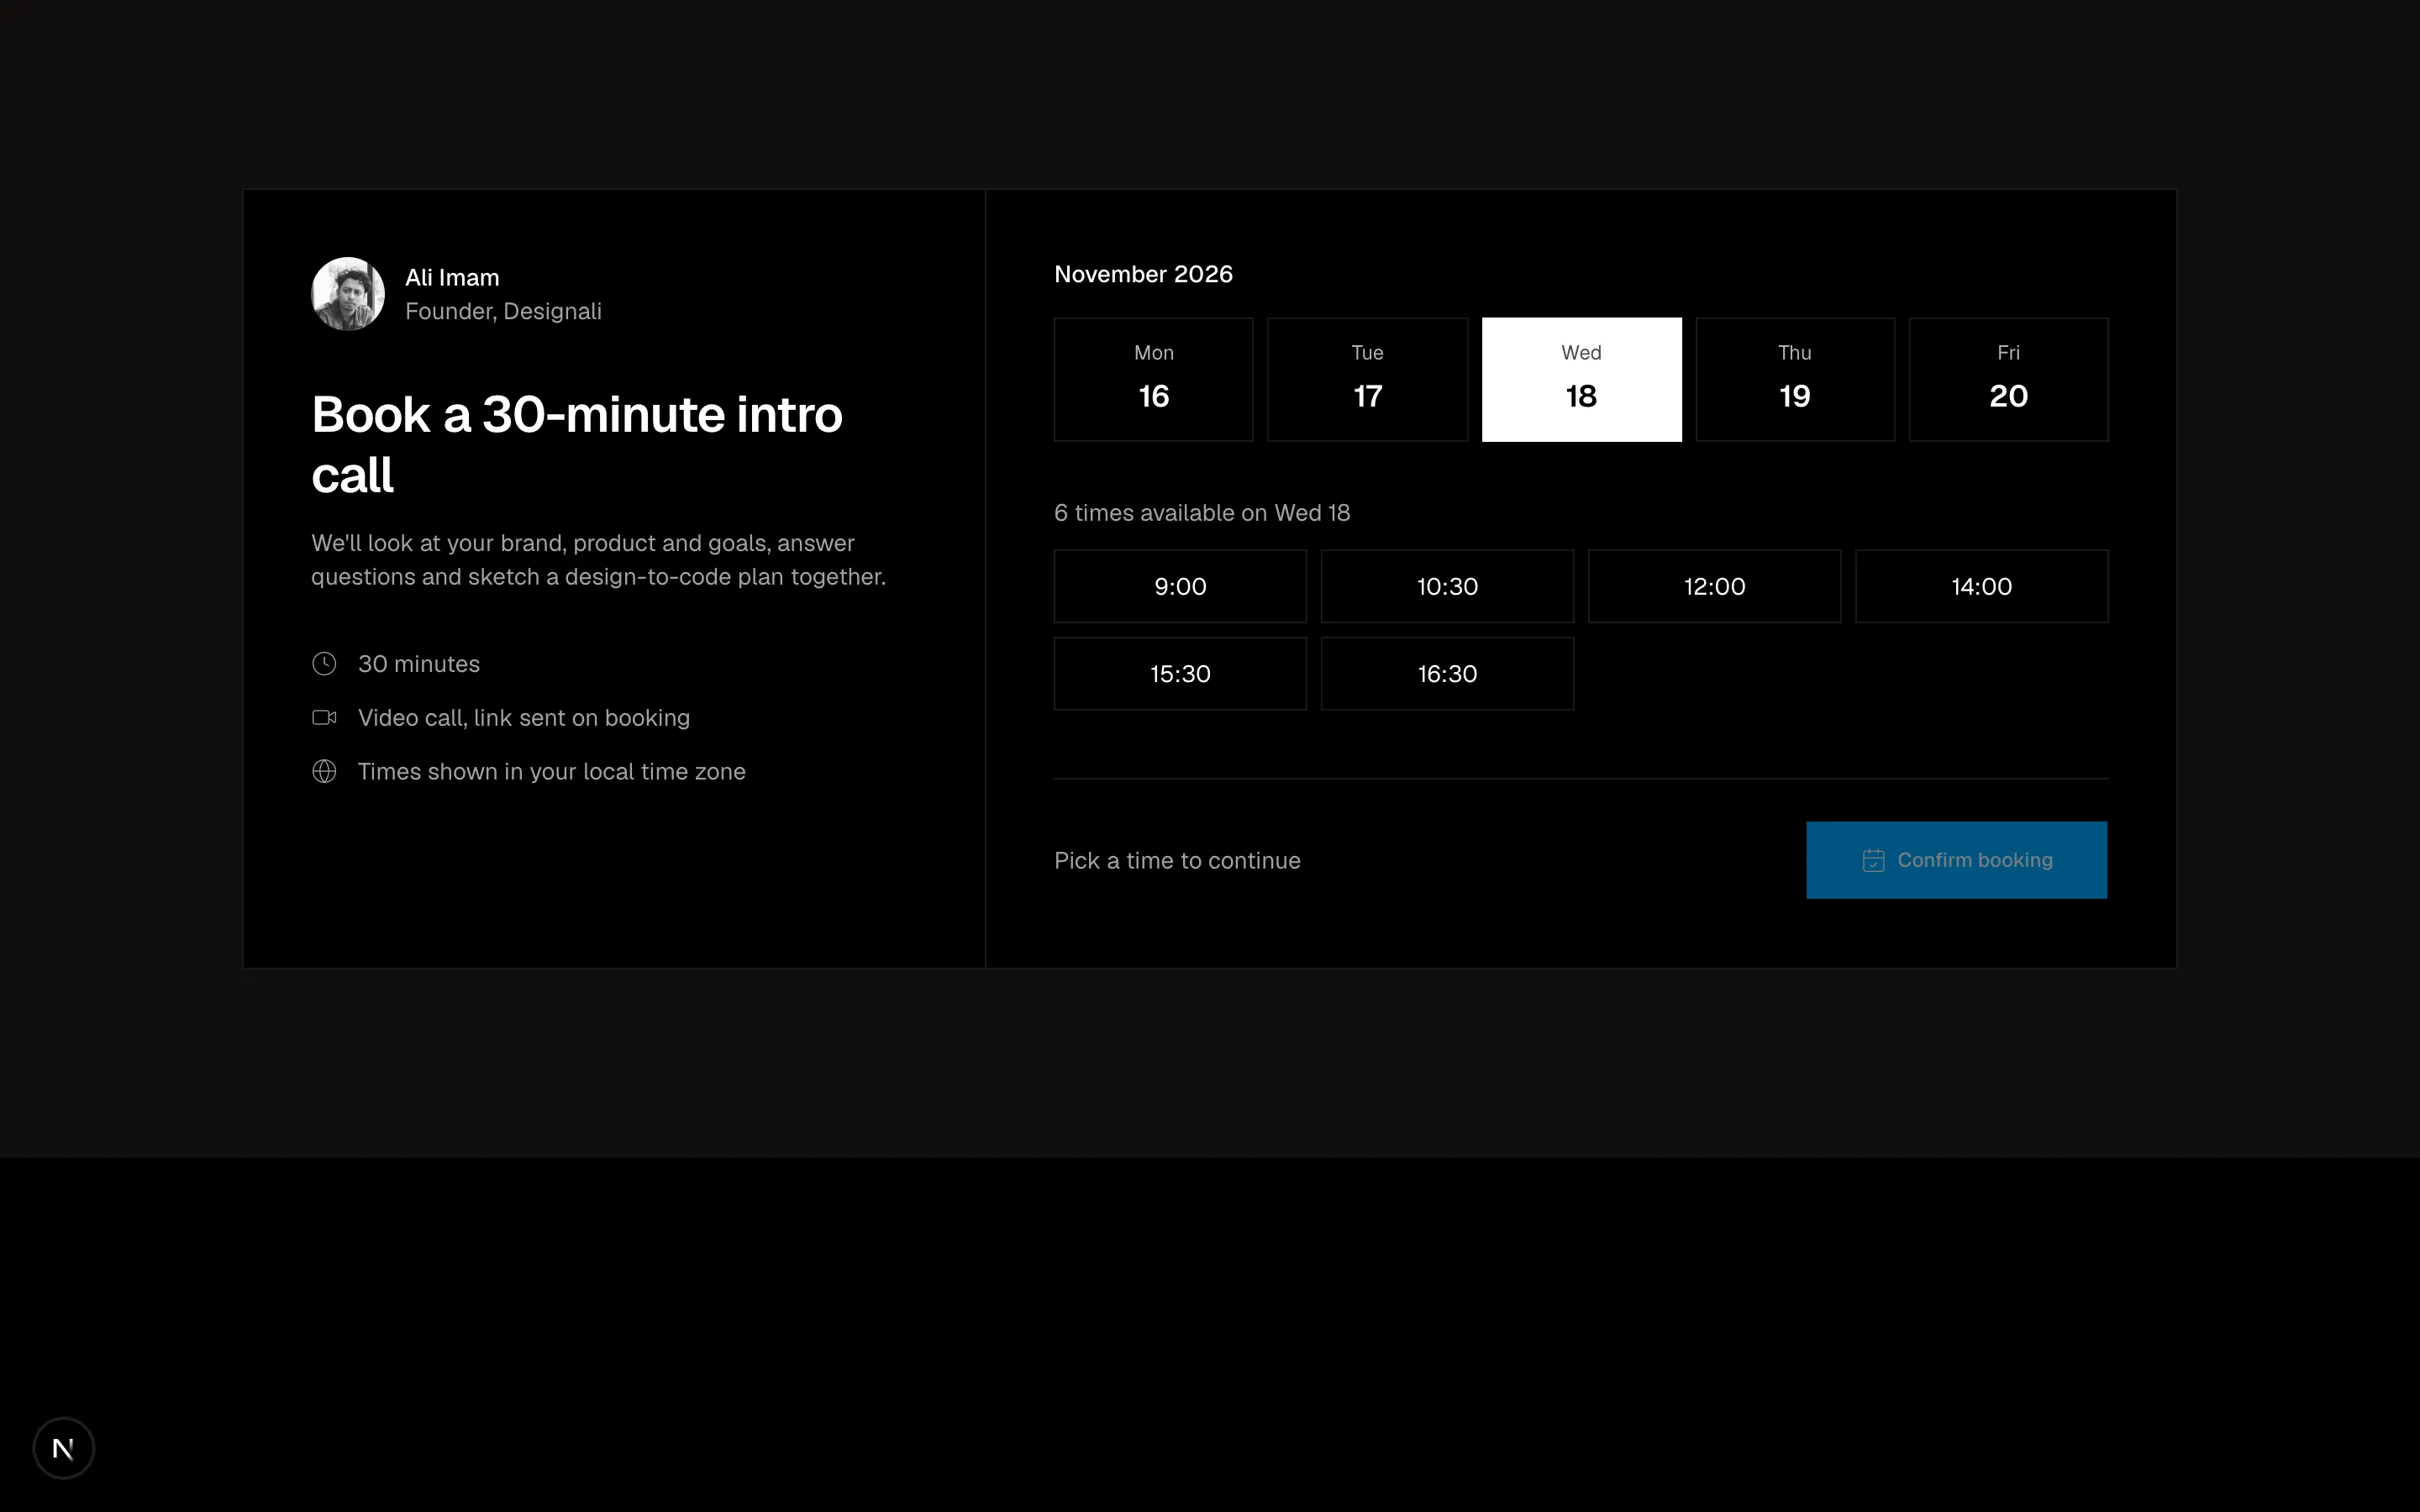 Ali Imam
Founder, Designali
Book a 30-minute intro
call
We'll look at your brand, product and goals, answer
questions and sketch a design-to-code plan together.
30 minutes
Video call, link sent on booking
Times shown in your local time zone
November 2026
Mon Tue Wed Thu Fri
16 17 18 19 20
6 times available on Wed 18
9:00 10:30 12:00 14:00
15:30 16:30
Pick a time to continue
Confirm booking
N